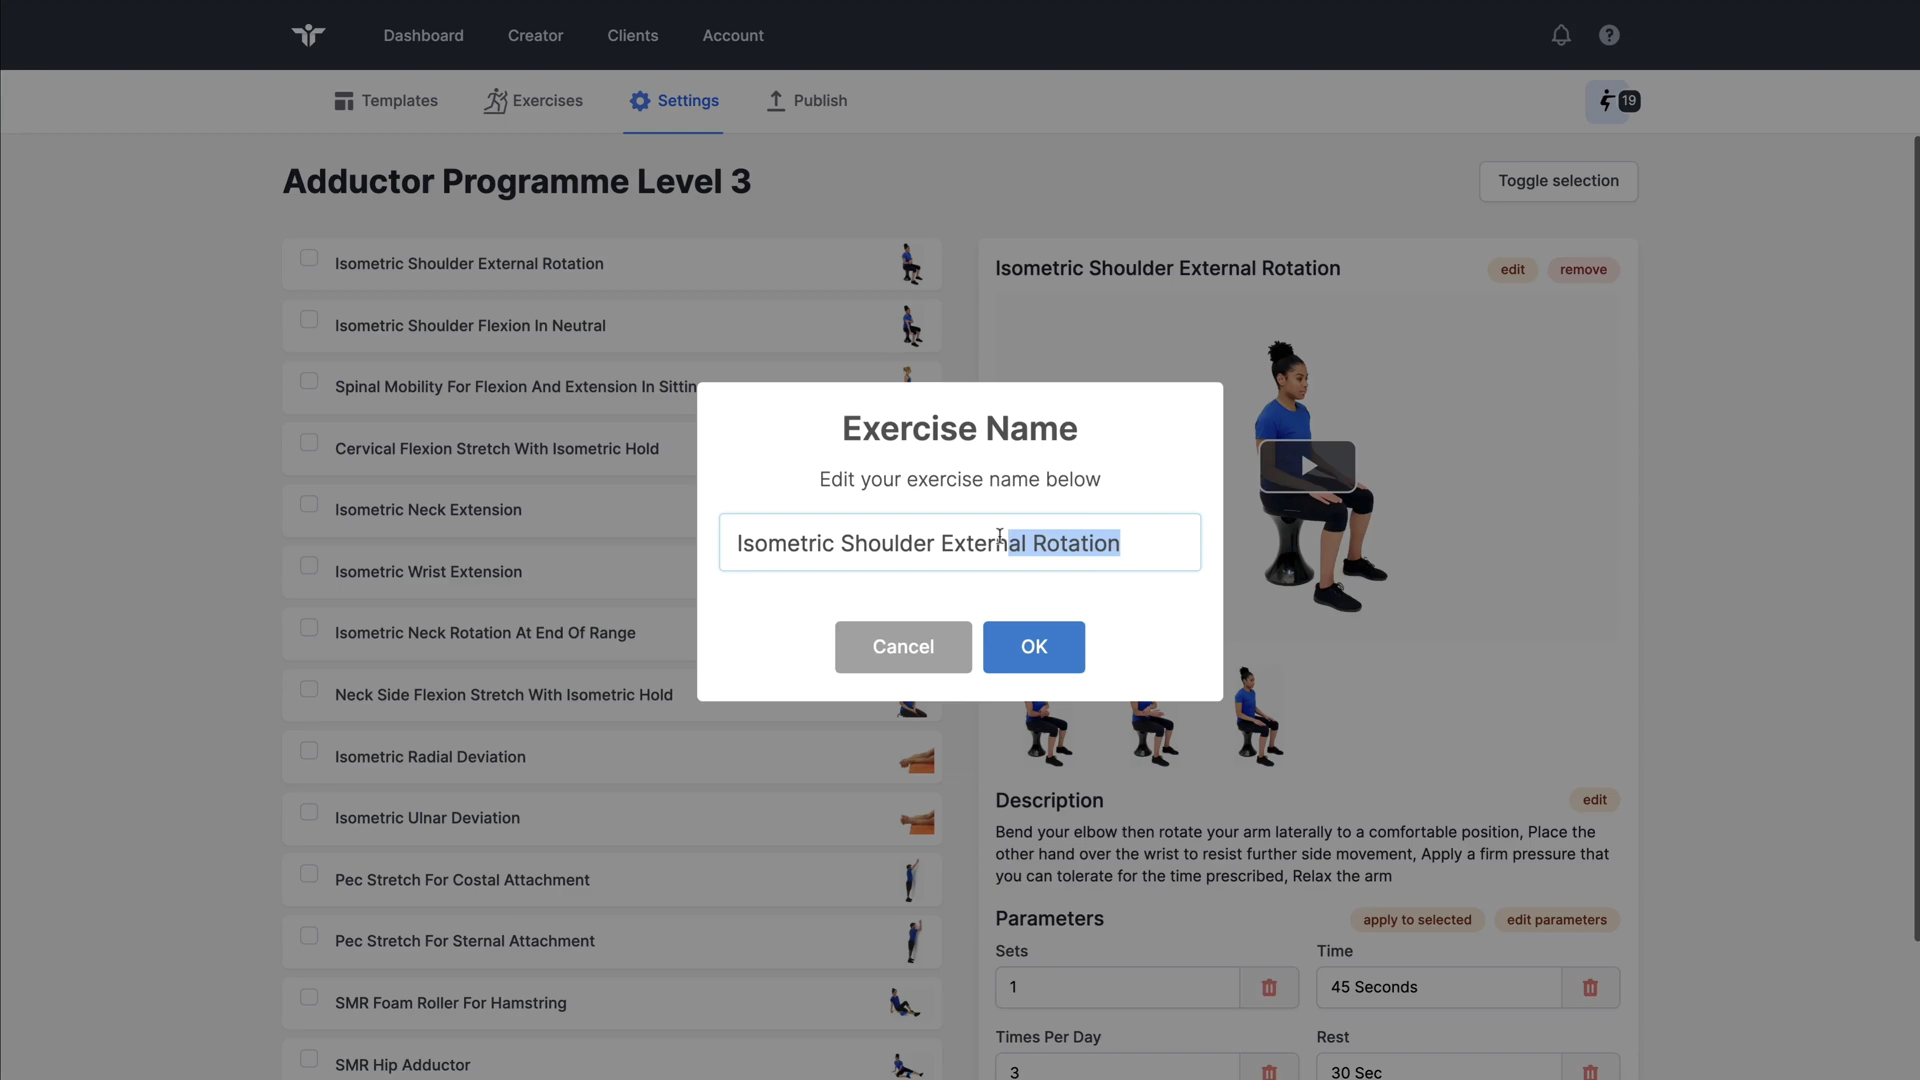 Dashboard
Creator
Clients
Account
Templates
Exercises
Settings
Publish
19
Adductor Programme Level 3
Toggle selection
Isometric Shoulder External Rotation
Isometric Shoulder Flexion In Neutral
Spinal Mobility For Flexion And Extension In Sittin
Cervical Flexion Stretch With Isometric Hold
Isometric Neck Extension
Isometric Wrist Extension
Isometric Neck Rotation At End Of Range
Neck Side Flexion Stretch With Isometric Hold
Isometric Radial Deviation
Isometric Ulnar Deviation
Pec Stretch For Costal Attachment
Pec Stretch For Sternal Attachment
SMR Foam Roller For Hamstring
SMR Hip Adductor
Exercise Name
Edit your exercise name below
Isometric Shoulder External Rotation
Cancel
OK
Isometric Shoulder External Rotation
edit
remove
Description
edit
Bend your elbow then rotate your arm laterally to a comfortable position, Place the
other hand over the wrist to resist further side movement, Apply a firm pressure that
you can tolerate for the time prescribed, Relax the arm
Parameters
apply to selected
edit parameters
Sets
Time
1
45 Seconds
Times Per Day
Rest
3
30 Sec